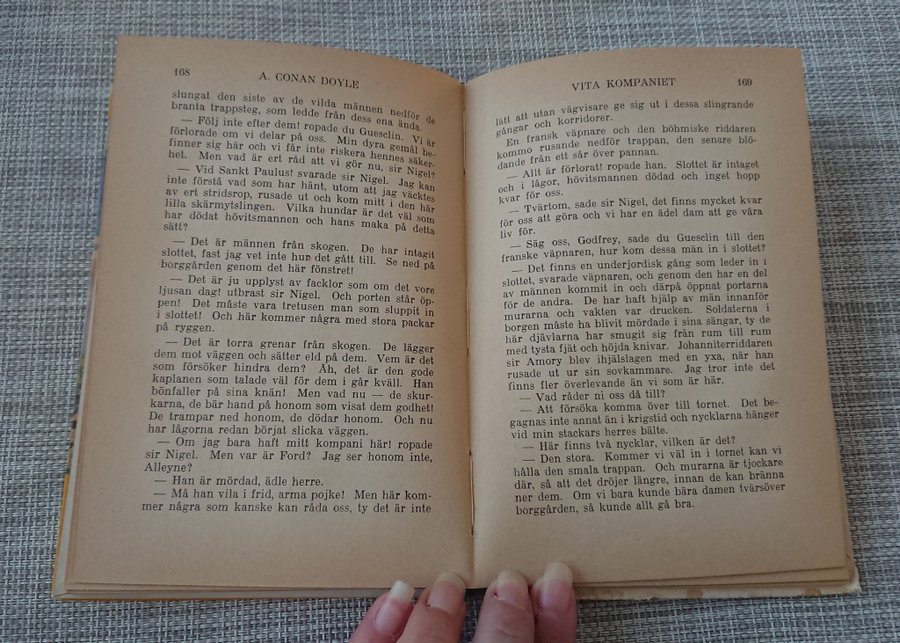 168
A. CONAN DOYLE
slungat den siste av de vilda männen nedför de
branta trappsteg, som ledde från dess ena ända.
— Följ inte efter dem! ropade du Guesclin. Vi är
förlorade om vi delar på oss. Min dyra gemål be-
finner sig här och vi får inte riskera hennes säker-
het. Men vad är ert råd att vi gör nu, sir Nigel?
— Vid Sankt Paulus! svarade sir Nigel. Jag kan
inte förstå vad som har hänt, utom att jag väcktes
av ert stridsrop, rusade ut och kom mitt i den här
lilla skärmytslingen. Vilka hundar är det väl som
har dödat hövitsmannen och hans maka på detta
sätt?
— Det är männen från skogen. De har intagit
slottet, fast jag vet inte hur det gått till. Se ned på
borggården genom det här fönstret!
— Det är ju upplyst av facklor som om det vore
ljusan dag! utbrast sir Nigel. Och porten står öp-
pen! Det måste vara tretusen man som sluppit in
i slottet! Och här kommer några med stora packar
på ryggen.
— Det är torra grenar från skogen. De lägger
dem mot väggen och sätter eld på dem. Vem är det
som försöker hindra dem? Åh, det är den gode
kaplanen som talade väl för dem i går kväll. Han
bönfaller på sina knän! Men vad nu — de skur-
karna, de bär hand på honom som visat dem godhet!
De trampar ned honom, de dödar honom. Och nu
har lågorna redan börjat slicka väggen.
— Om jag bara haft mitt kompani här! ropade
sir Nigel. Men var är Ford? Jag ser honom inte,
Alleyne?
— Han är mördad, ädle herre.
— Må han vila i frid, arma pojke! Men här kom-
mer några som kanske kan råda oss, ty det är inte
VITA KOMPANIET
169
lätt att utan vägvisare ge sig ut i dessa slingrande
gångar och korridorer.
En fransk väpnare och den böhmiske riddaren
kommo rusande nedför trappan, den senare blö-
dande från ett sår över pannan.
— Allt är förlorat! ropade han. Slottet är intaget
och i lågor, hövitsmannen dödad och inget hopp
kvar för oss.
— Tvärtom, sade sir Nigel, det finns mycket kvar
för oss att göra och vi har en ädel dam att ge våra
liv för.
— Säg oss, Godfrey, sade du Guesclin till den
franske väpnaren, hur kom dessa män in i slottet?
— Det finns en underjordisk gång som leder in i
slottet, svarade väpnaren, och genom den har en del
av männen kommit in och därpå öppnat portarna
för de andra. De har haft hjälp av män innanför
murarna och vakten var drucken. Soldaterna i
borgen måste ha blivit mördade i sina sängar, ty de
här djävlarna har smugit sig från rum till rum
med tysta fjät och höjda knivar. Johanniterriddaren
sir Amory blev ihjälslagen med en yxa, när han
rusade ut ur sin sovkammare. Jag tror inte det
finns fler överlevande än vi som är här.
— Vad råder ni oss då till?
— Att försöka komma över till tornet. Det be-
gagnas inte annat än i krigstid och nycklarna hänger
vid min stackars herres bälte.
— Här finns två nycklar, vilken är det?
— Den stora. Kommer vi väl in i tornet kan vi
hålla den smala trappan. Och murarna är tjockare
där, så att det dröjer längre, innan de kan bränna
ner dem. Om vi bara kunde bära damen tvärsöver
borggården, så kunde allt gå bra.